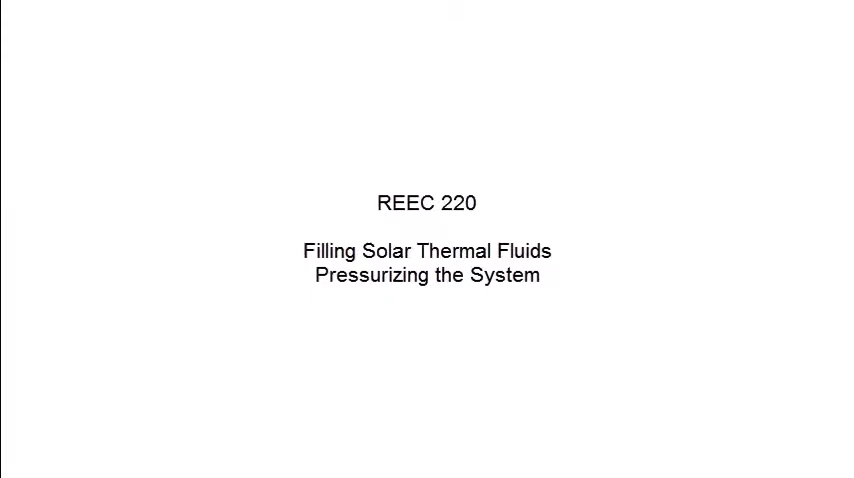 REEC 220
Filling Solar Thermal Fluids
Pressurizing the System